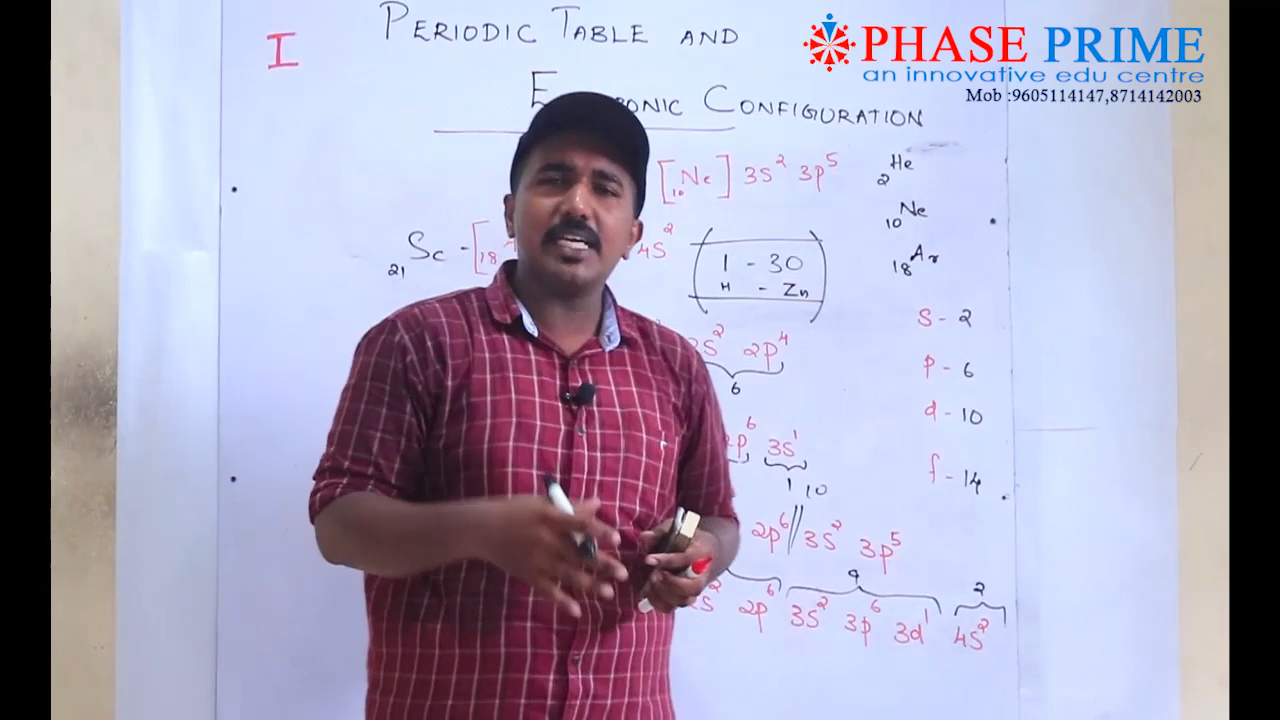 PHASE PRIME
an innovative edu centre
Mob :9605114147,8714142003
I
PERIODIC TABLE AND
CONFIGURATION
[₁₀Ne] 3s² 3p⁵
₂He
₁₀Ne
₁₈Ar
₂₁Sc - [₁₈ 4s²
1 - 30
H - Zn
s - 2
p - 6
d - 10
f - 14
2p⁴
6
3s¹
1 10
2p⁶ // 3s² 3p⁵
9 2
2p⁶ 3s² 3p⁶ 3d¹ 4s²